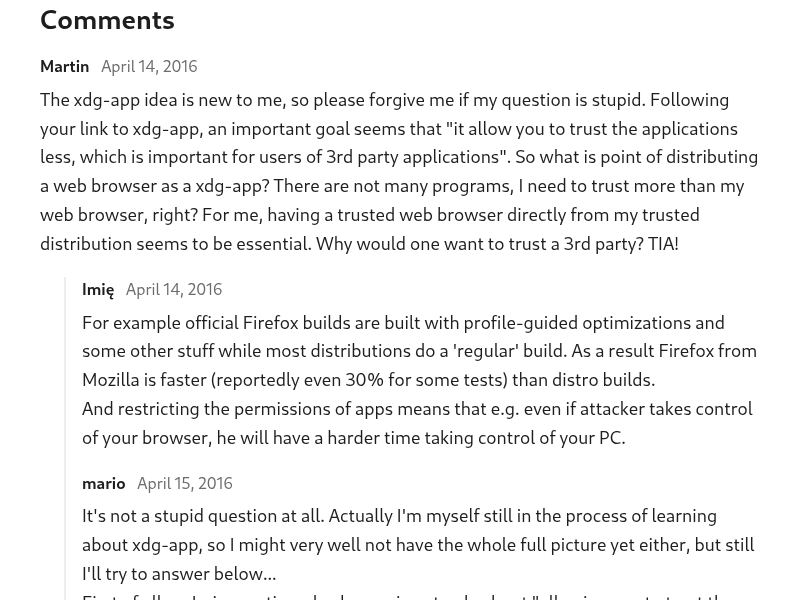 Comments
Martin April 14, 2016
The xdg-app idea is new to me, so please forgive me if my question is stupid. Following
your link to xdg-app, an important goal seems that "it allow you to trust the applications
less, which is important for users of 3rd party applications". So what is point of distributing
a web browser as a xdg-app? There are not many programs, I need to trust more than my
web browser, right? For me, having a trusted web browser directly from my trusted
distribution seems to be essential. Why would one want to trust a 3rd party? TIA!
Imię April 14, 2016
For example official Firefox builds are built with profile-guided optimizations and
some other stuff while most distributions do a 'regular' build. As a result Firefox from
Mozilla is faster (reportedly even 30% for some tests) than distro builds.
And restricting the permissions of apps means that e.g. even if attacker takes control
of your browser, he will have a harder time taking control of your PC.
mario April 15, 2016
It's not a stupid question at all. Actually I'm myself still in the process of learning
about xdg-app, so I might very well not have the whole full picture yet either, but still
I'll try to answer below...